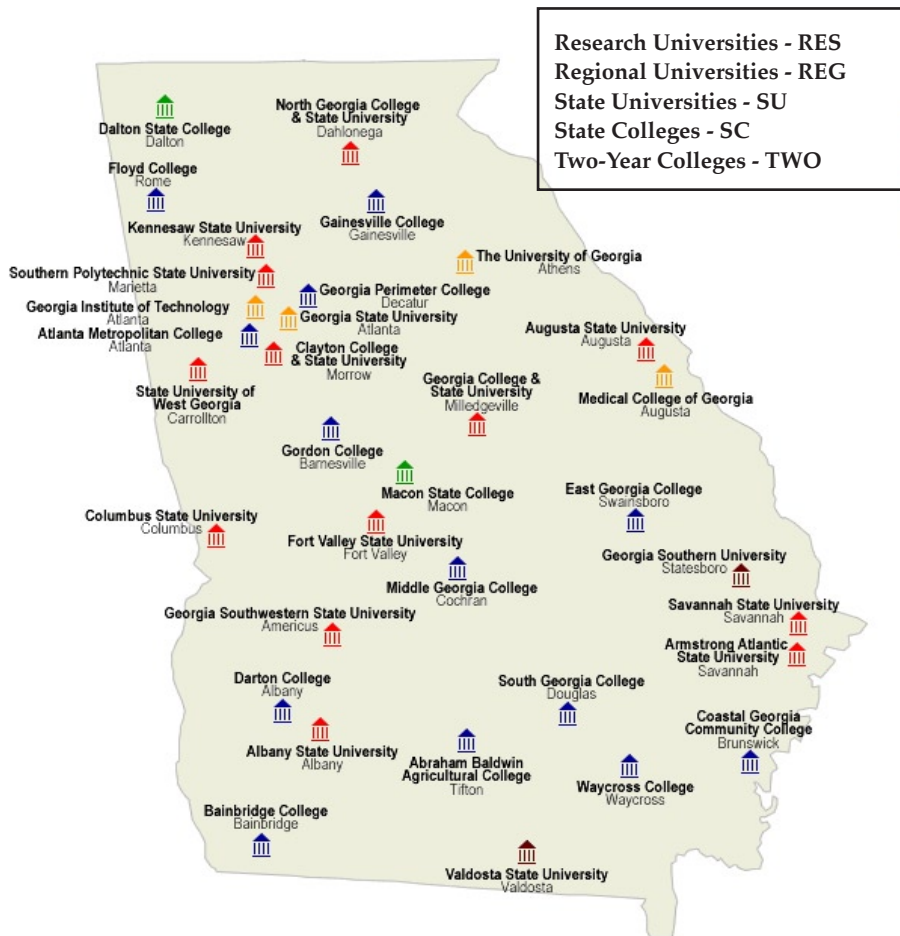 Research Universities - RES
Regional Universities - REG
State Universities - SU
State Colleges - SC
Two-Year Colleges - TWO
North Georgia College
& State University
Dahlonega
Dalton State College
Dalton
Floyd College
Rome
Gainesville College
Gainesville
Kennesaw State University
Kennesaw
The University of Georgia
Athens
Southern Polytechnic State University
Marietta
Georgia Perimeter College
Decatur
Georgia Institute of Technology
Atlanta
Georgia State University
Atlanta
Atlanta Metropolitan College
Atlanta
Augusta State University
Augusta
Clayton College
& State University
Morrow
Georgia College &
State University
Milledgeville
State University of
West Georgia
Carrollton
Medical College of Georgia
Augusta
Gordon College
Barnesville
Macon State College
Macon
East Georgia College
Swainsboro
Columbus State University
Columbus
Fort Valley State University
Fort Valley
Georgia Southern University
Statesboro
Middle Georgia College
Cochran
Savannah State University
Savannah
Georgia Southwestern State University
Americus
Armstrong Atlantic
State University
Savannah
Darton College
Albany
South Georgia College
Douglas
Coastal Georgia
Community College
Brunswick
Albany State University
Albany
Abraham Baldwin
Agricultural College
Tifton
Waycross College
Waycross
Bainbridge College
Bainbridge
Valdosta State University
Valdosta